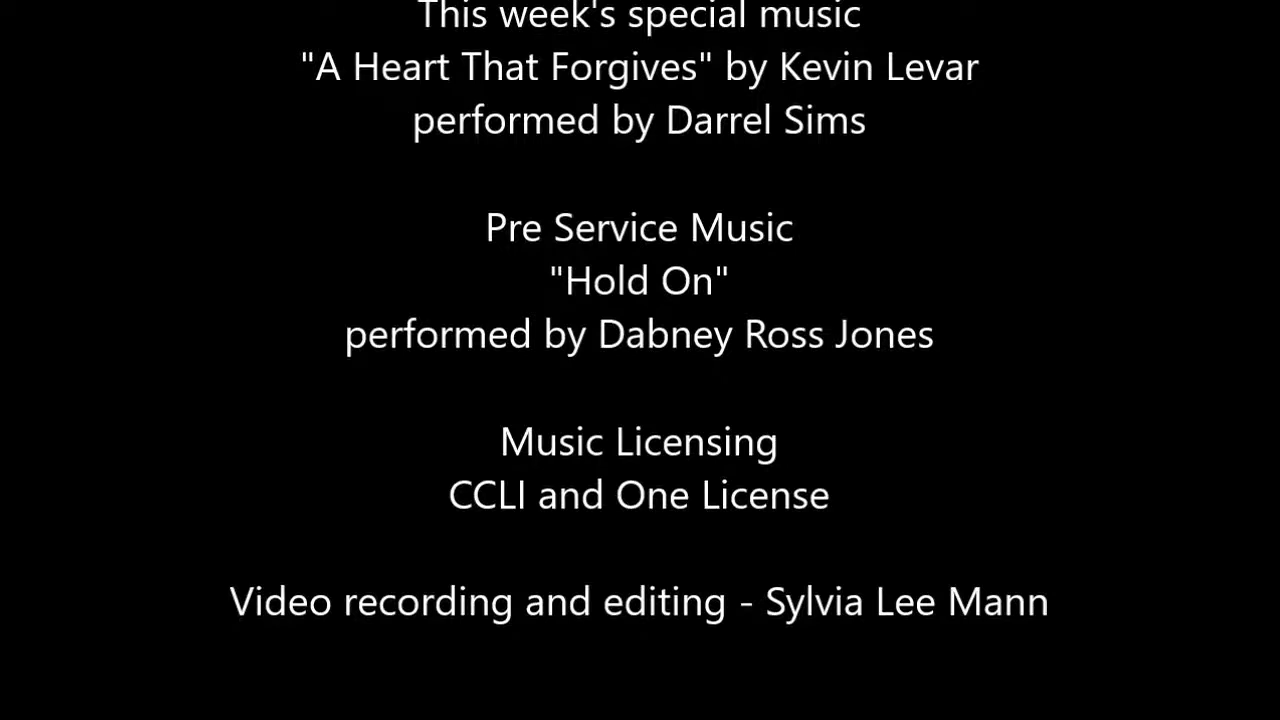 This week's special music
"A Heart That Forgives" by Kevin Levar
performed by Darrel Sims
Pre Service Music
"Hold On"
performed by Dabney Ross Jones
Music Licensing
CCLI and One License
Video recording and editing - Sylvia Lee Mann